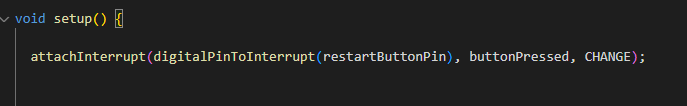 void setup() {
attachInterrupt(digitalPinToInterrupt(restartButtonPin), buttonPressed, CHANGE);